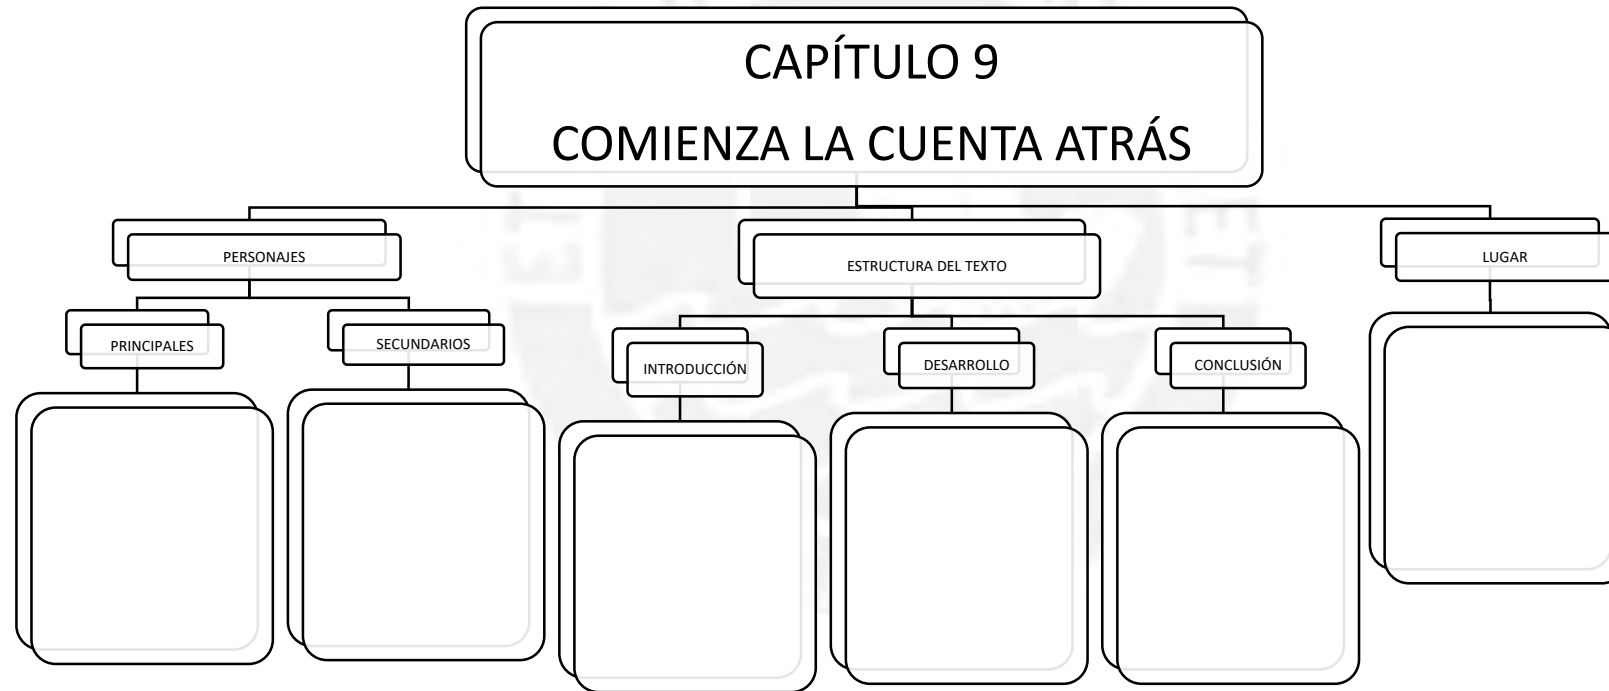 CAPÍTULO 9
COMIENZA LA CUENTA ATRÁS
PERSONAJES
ESTRUCTURA DEL TEXTO
LUGAR
PRINCIPALES
SECUNDARIOS
INTRODUCCIÓN
DESARROLLO
CONCLUSIÓN